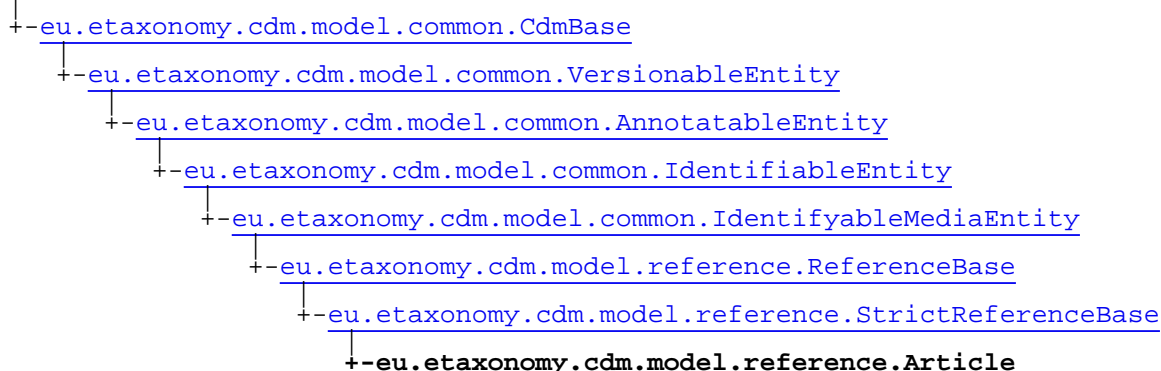 +-eu.etaxonomy.cdm.model.common.CdmBase
+-eu.etaxonomy.cdm.model.common.VersionableEntity
+-eu.etaxonomy.cdm.model.common.AnnotatableEntity
+-eu.etaxonomy.cdm.model.common.IdentifiableEntity
+-eu.etaxonomy.cdm.model.common.IdentifyableMediaEntity
+-eu.etaxonomy.cdm.model.reference.ReferenceBase
+-eu.etaxonomy.cdm.model.reference.StrictReferenceBase
+-eu.etaxonomy.cdm.model.reference.Article